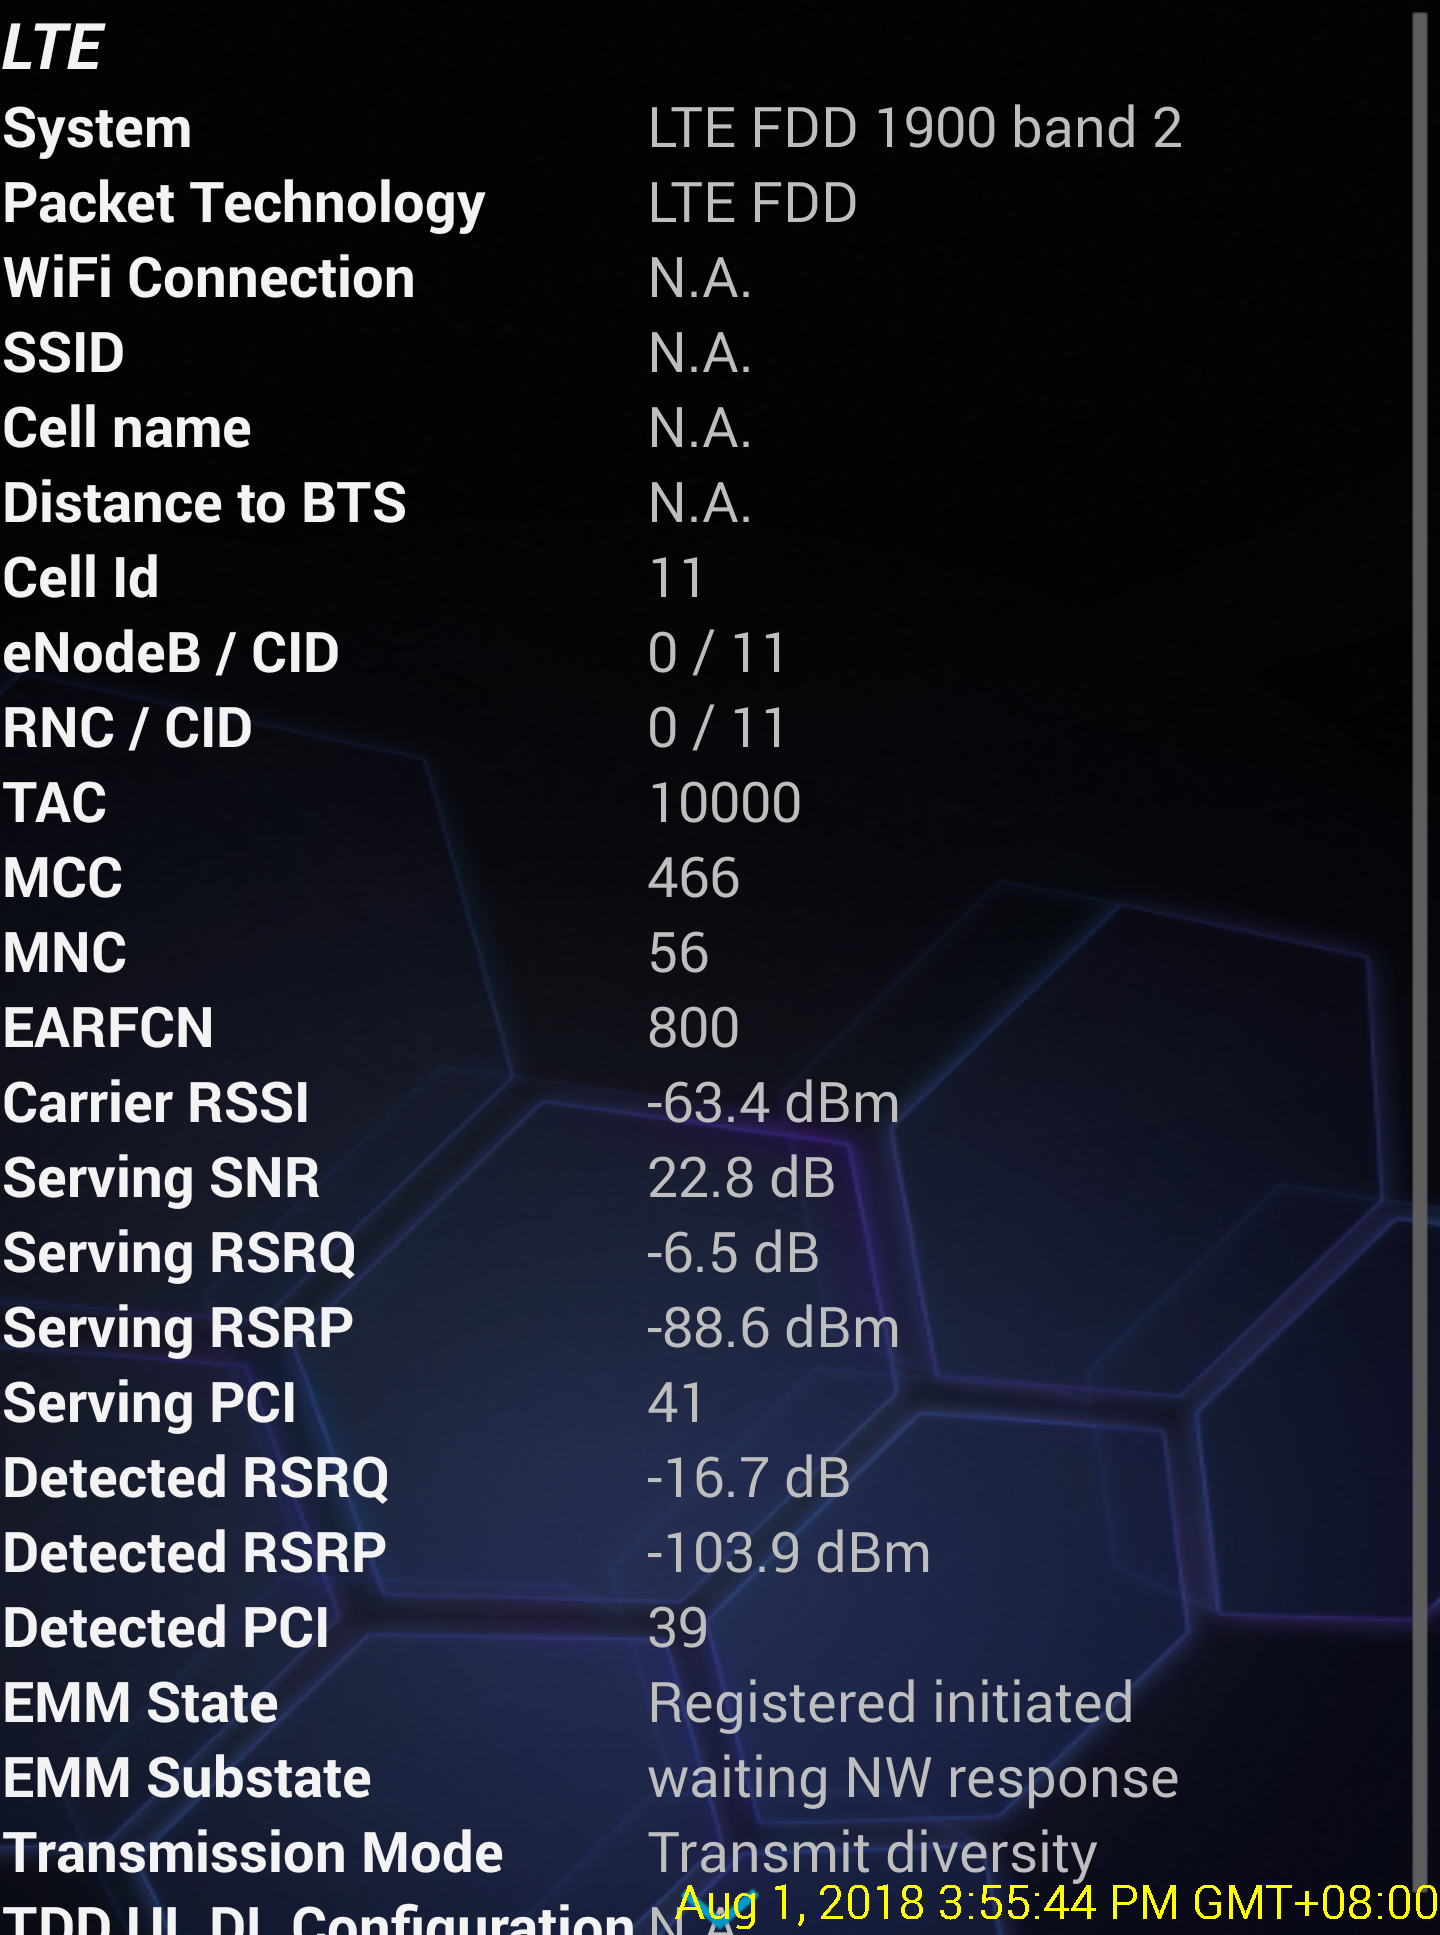 LTE
System LTE FDD 1900 band 2
Packet Technology LTE FDD
WiFi Connection N.A.
SSID N.A.
Cell name N.A.
Distance to BTS N.A.
Cell Id 11
eNodeB / CID 0 / 11
RNC / CID 0 / 11
TAC 10000
MCC 466
MNC 56
EARFCN 800
Carrier RSSI -63.4 dBm
Serving SNR 22.8 dB
Serving RSRQ -6.5 dB
Serving RSRP -88.6 dBm
Serving PCI 41
Detected RSRQ -16.7 dB
Detected RSRP -103.9 dBm
Detected PCI 39
EMM State Registered initiated
EMM Substate waiting NW response
Transmission Mode Transmit diversity
Aug 1, 2018 3:55:44 PM GMT+08:00
TDD UL DL Configuration